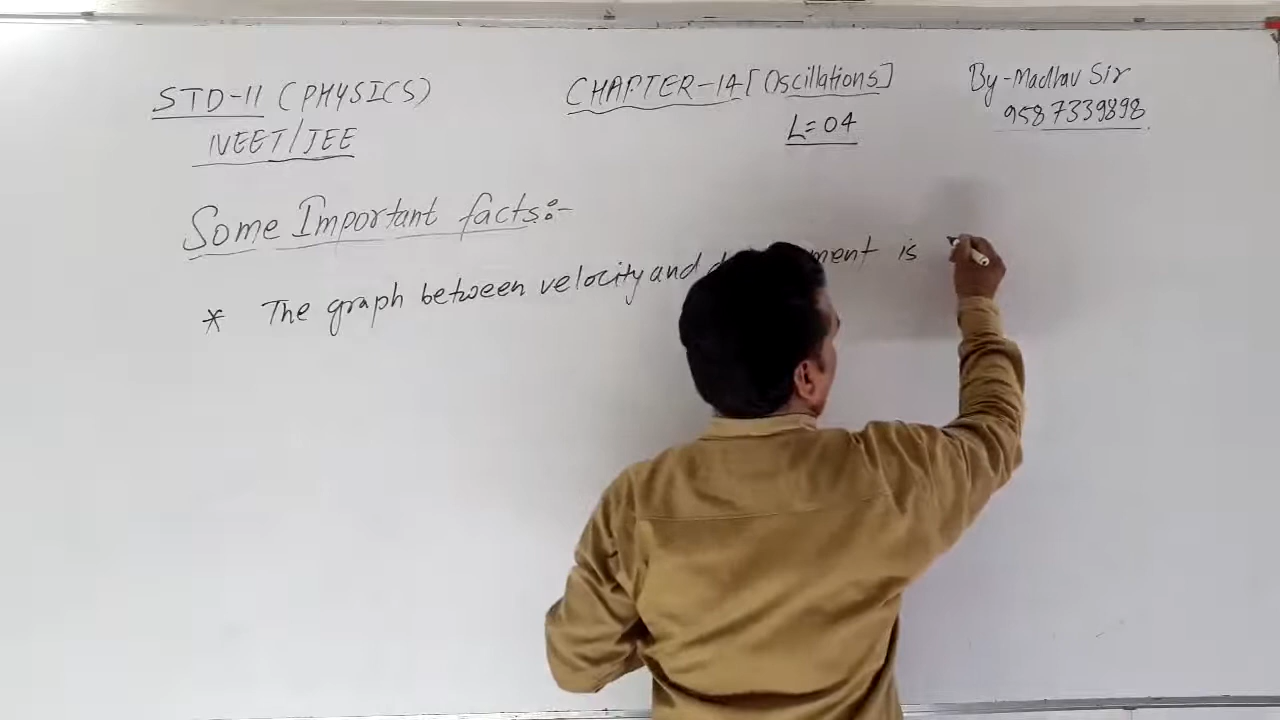 STD-11 (PHYSICS)
NEET/JEE
CHAPTER-14 [Oscillations]
L=04
By-Madhav Sir
9587339898
Some Important facts:-
* The graph between velocity and is